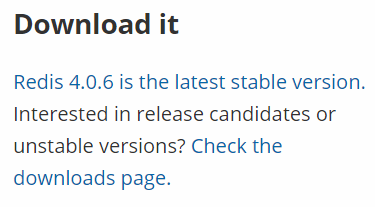 Download it
Redis 4.0.6 is the latest stable version.
Interested in release candidates or
unstable versions? Check the
downloads page.